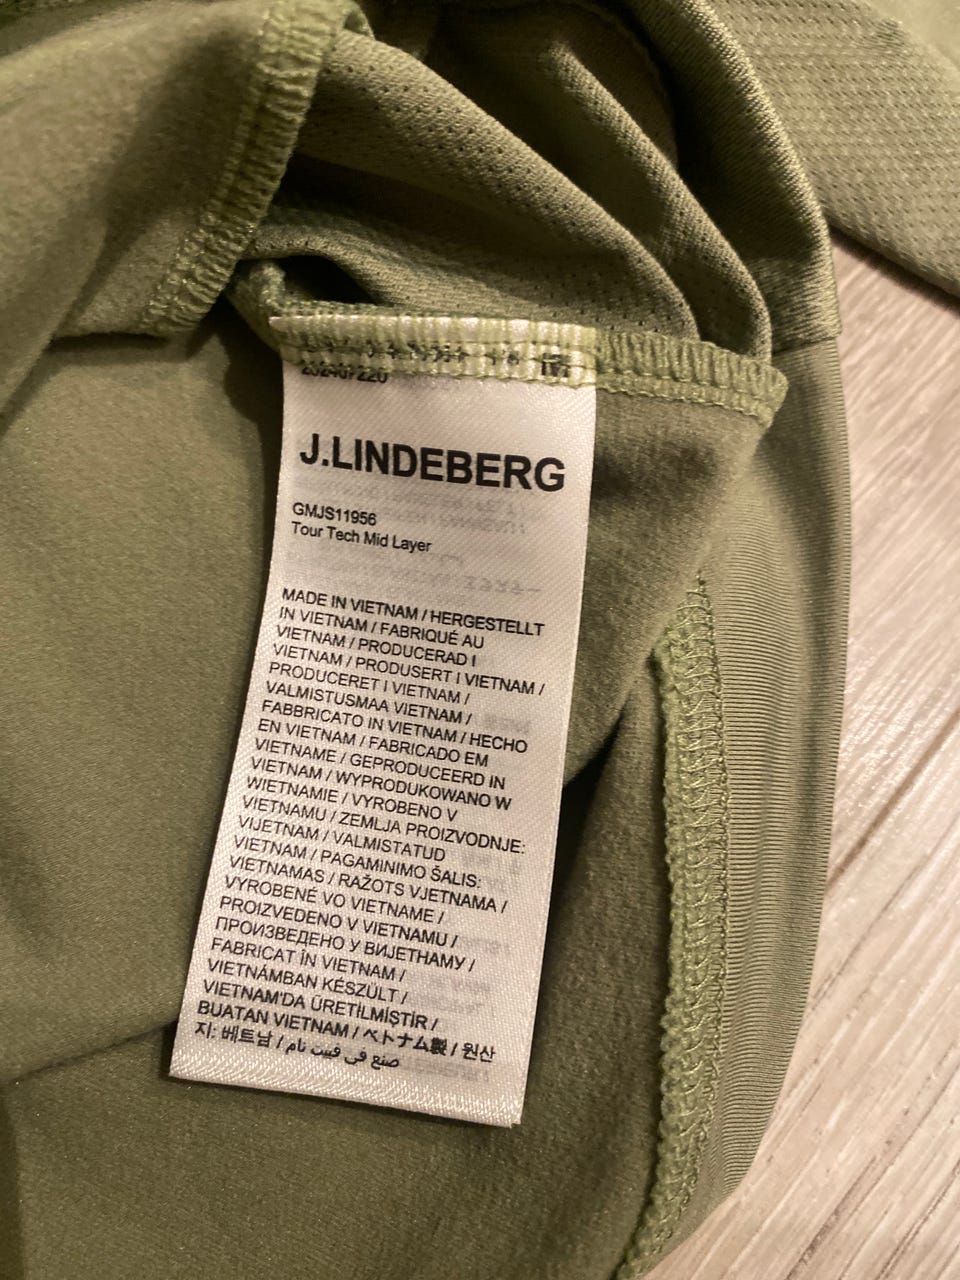 J.LINDEBERG
GMJS11956
Tour Tech Mid Layer
MADE IN VIETNAM / HERGESTELLT
IN VIETNAM / FABRIQUÉ AU
VIETNAM / PRODUCERAD I
VIETNAM / PRODUSERT I VIETNAM /
PRODUCERET I VIETNAM /
VALMISTUSMAA VIETNAM /
FABBRICATO IN VIETNAM / HECHO
EN VIETNAM / FABRICADO EM
VIETNAME / GEPRODUCEERD IN
VIETNAM / WYPRODUKOWANO W
WIETNAMIE / VYROBENO V
VIETNAMU / ZEMLJA PROIZVODNJE:
VIJETNAM / VALMISTATUD
VIETNAM / PAGAMINIMO ŠALIS:
VIETNAMAS / RAŽOTS VJETNAMA /
VYROBENÉ VO VIETNAME /
PROIZVEDENO V VIETNAMU /
ПРОИЗВЕДЕНО У ВИЈЕТНАМУ /
FABRICAT ÎN VIETNAM /
VIETNÁMBAN KÉSZÜLT /
VIETNAM'DA ÜRETİLMİŞTİR /
BUATAN VIETNAM / ベトナム製 / 원산
지: 베트남 / صنع في فييت نام